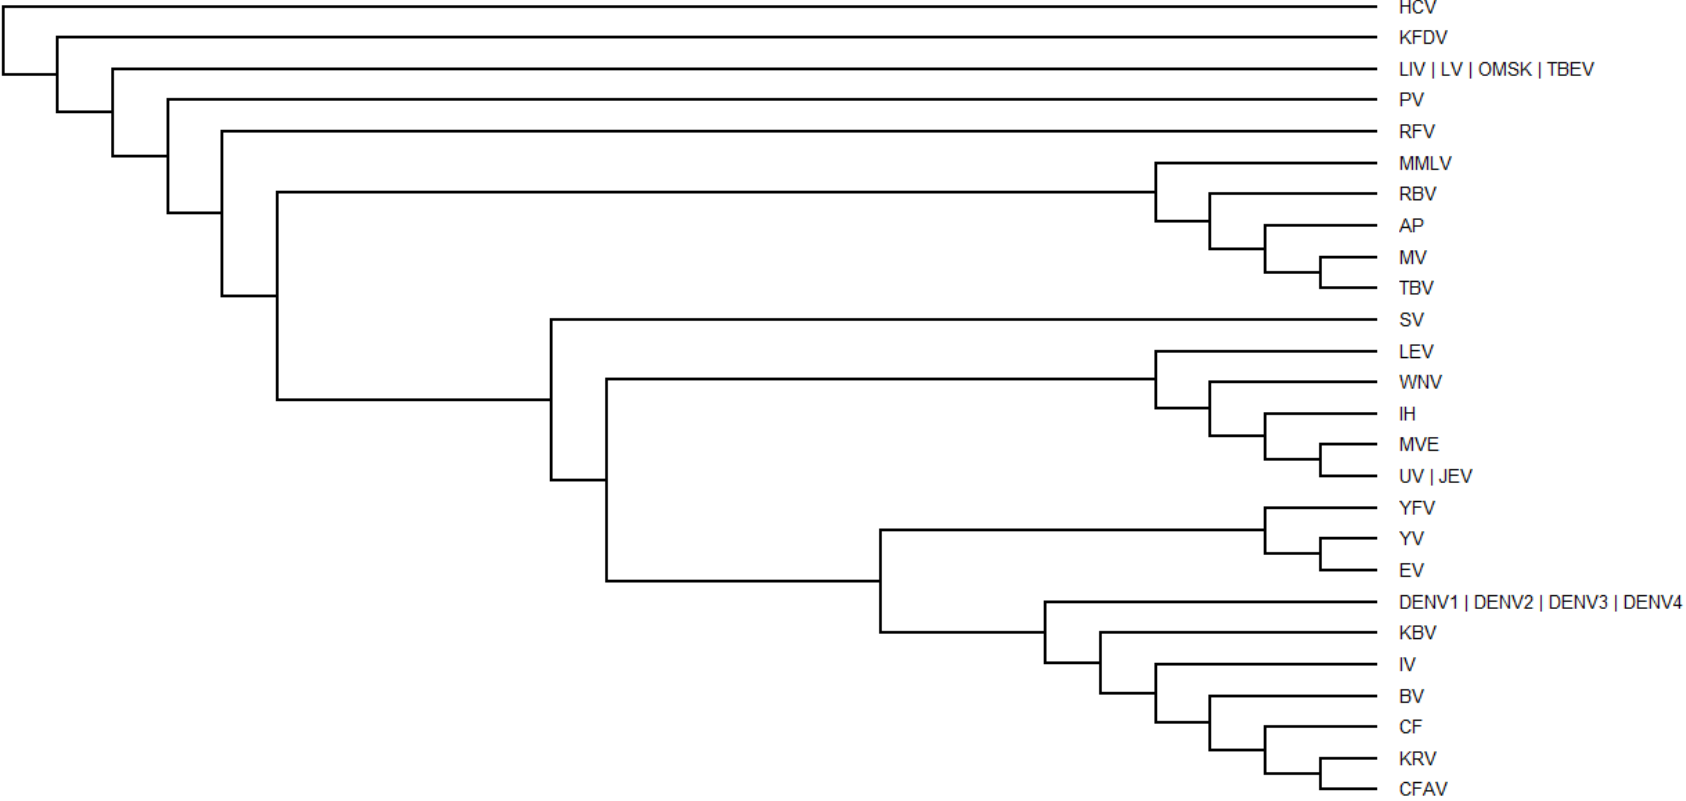 HCV
KFDV
LIV | LV | OMSK | TBEV
PV
RFV
MMLV
RBV
AP
MV
TBV
SV
LEV
WNV
IH
MVE
UV | JEV
YFV
YV
EV
DENV1 | DENV2 | DENV3 | DENV4
KBV
IV
BV
CF
KRV
CFAV